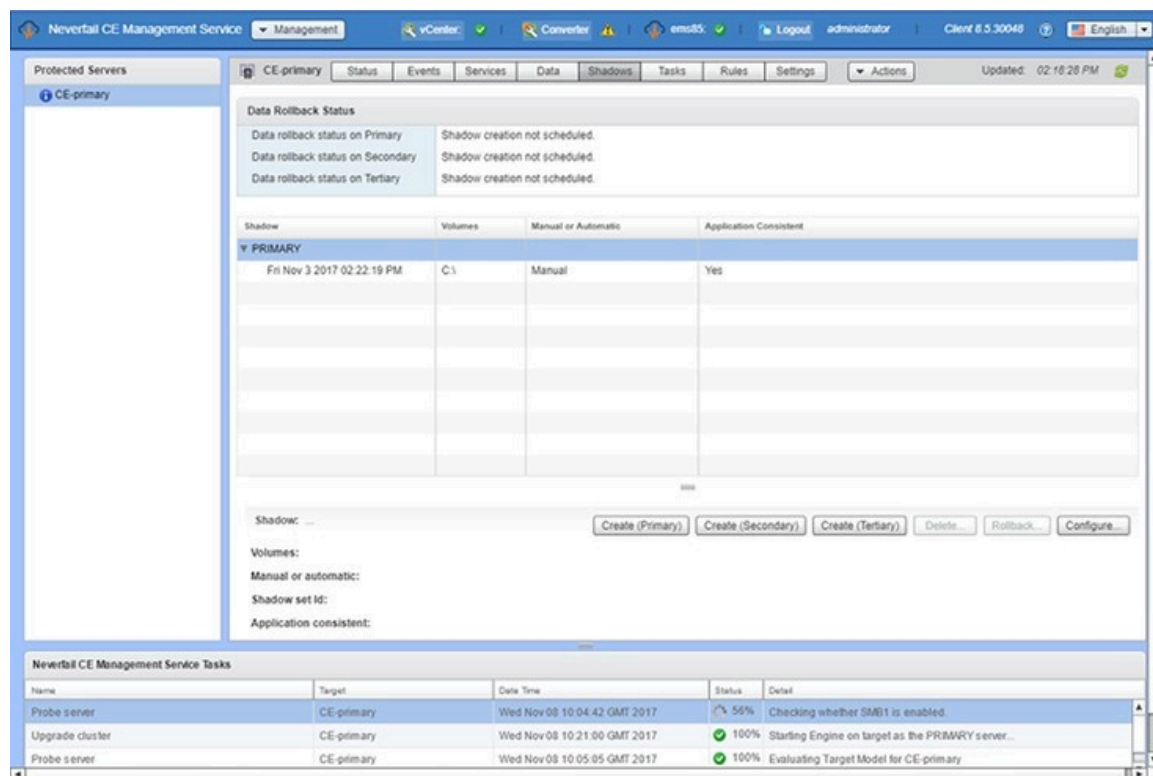 Neverfail CE Management Service Management vCenter: Converter ems85: Logout administrator Client 8.5.30048 English
Protected Servers
CE-primary
CE-primary Status Events Services Data Shadows Tasks Rules Settings Actions Updated: 02:18:28 PM
Data Rollback Status
Data rollback status on Primary Shadow creation not scheduled.
Data rollback status on Secondary Shadow creation not scheduled.
Data rollback status on Tertiary Shadow creation not scheduled.
Shadow Volumes Manual or Automatic Application Consistent
PRIMARY
Fri Nov 3 2017 02:22:19 PM C:\ Manual Yes
Shadow: ... Create (Primary) Create (Secondary) Create (Tertiary) Delete... Rollback... Configure...
Volumes:
Manual or automatic:
Shadow set Id:
Application consistent:
Neverfail CE Management Service Tasks
Name Target Date Time Status Detail
Probe server CE-primary Wed Nov 08 10:04:42 GMT 2017 56% Checking whether SMB1 is enabled.
Upgrade cluster CE-primary Wed Nov 08 10:21:00 GMT 2017 100% Starting Engine on target as the PRIMARY server...
Probe server CE-primary Wed Nov 08 10:05:05 GMT 2017 100% Evaluating Target Model for CE-primary